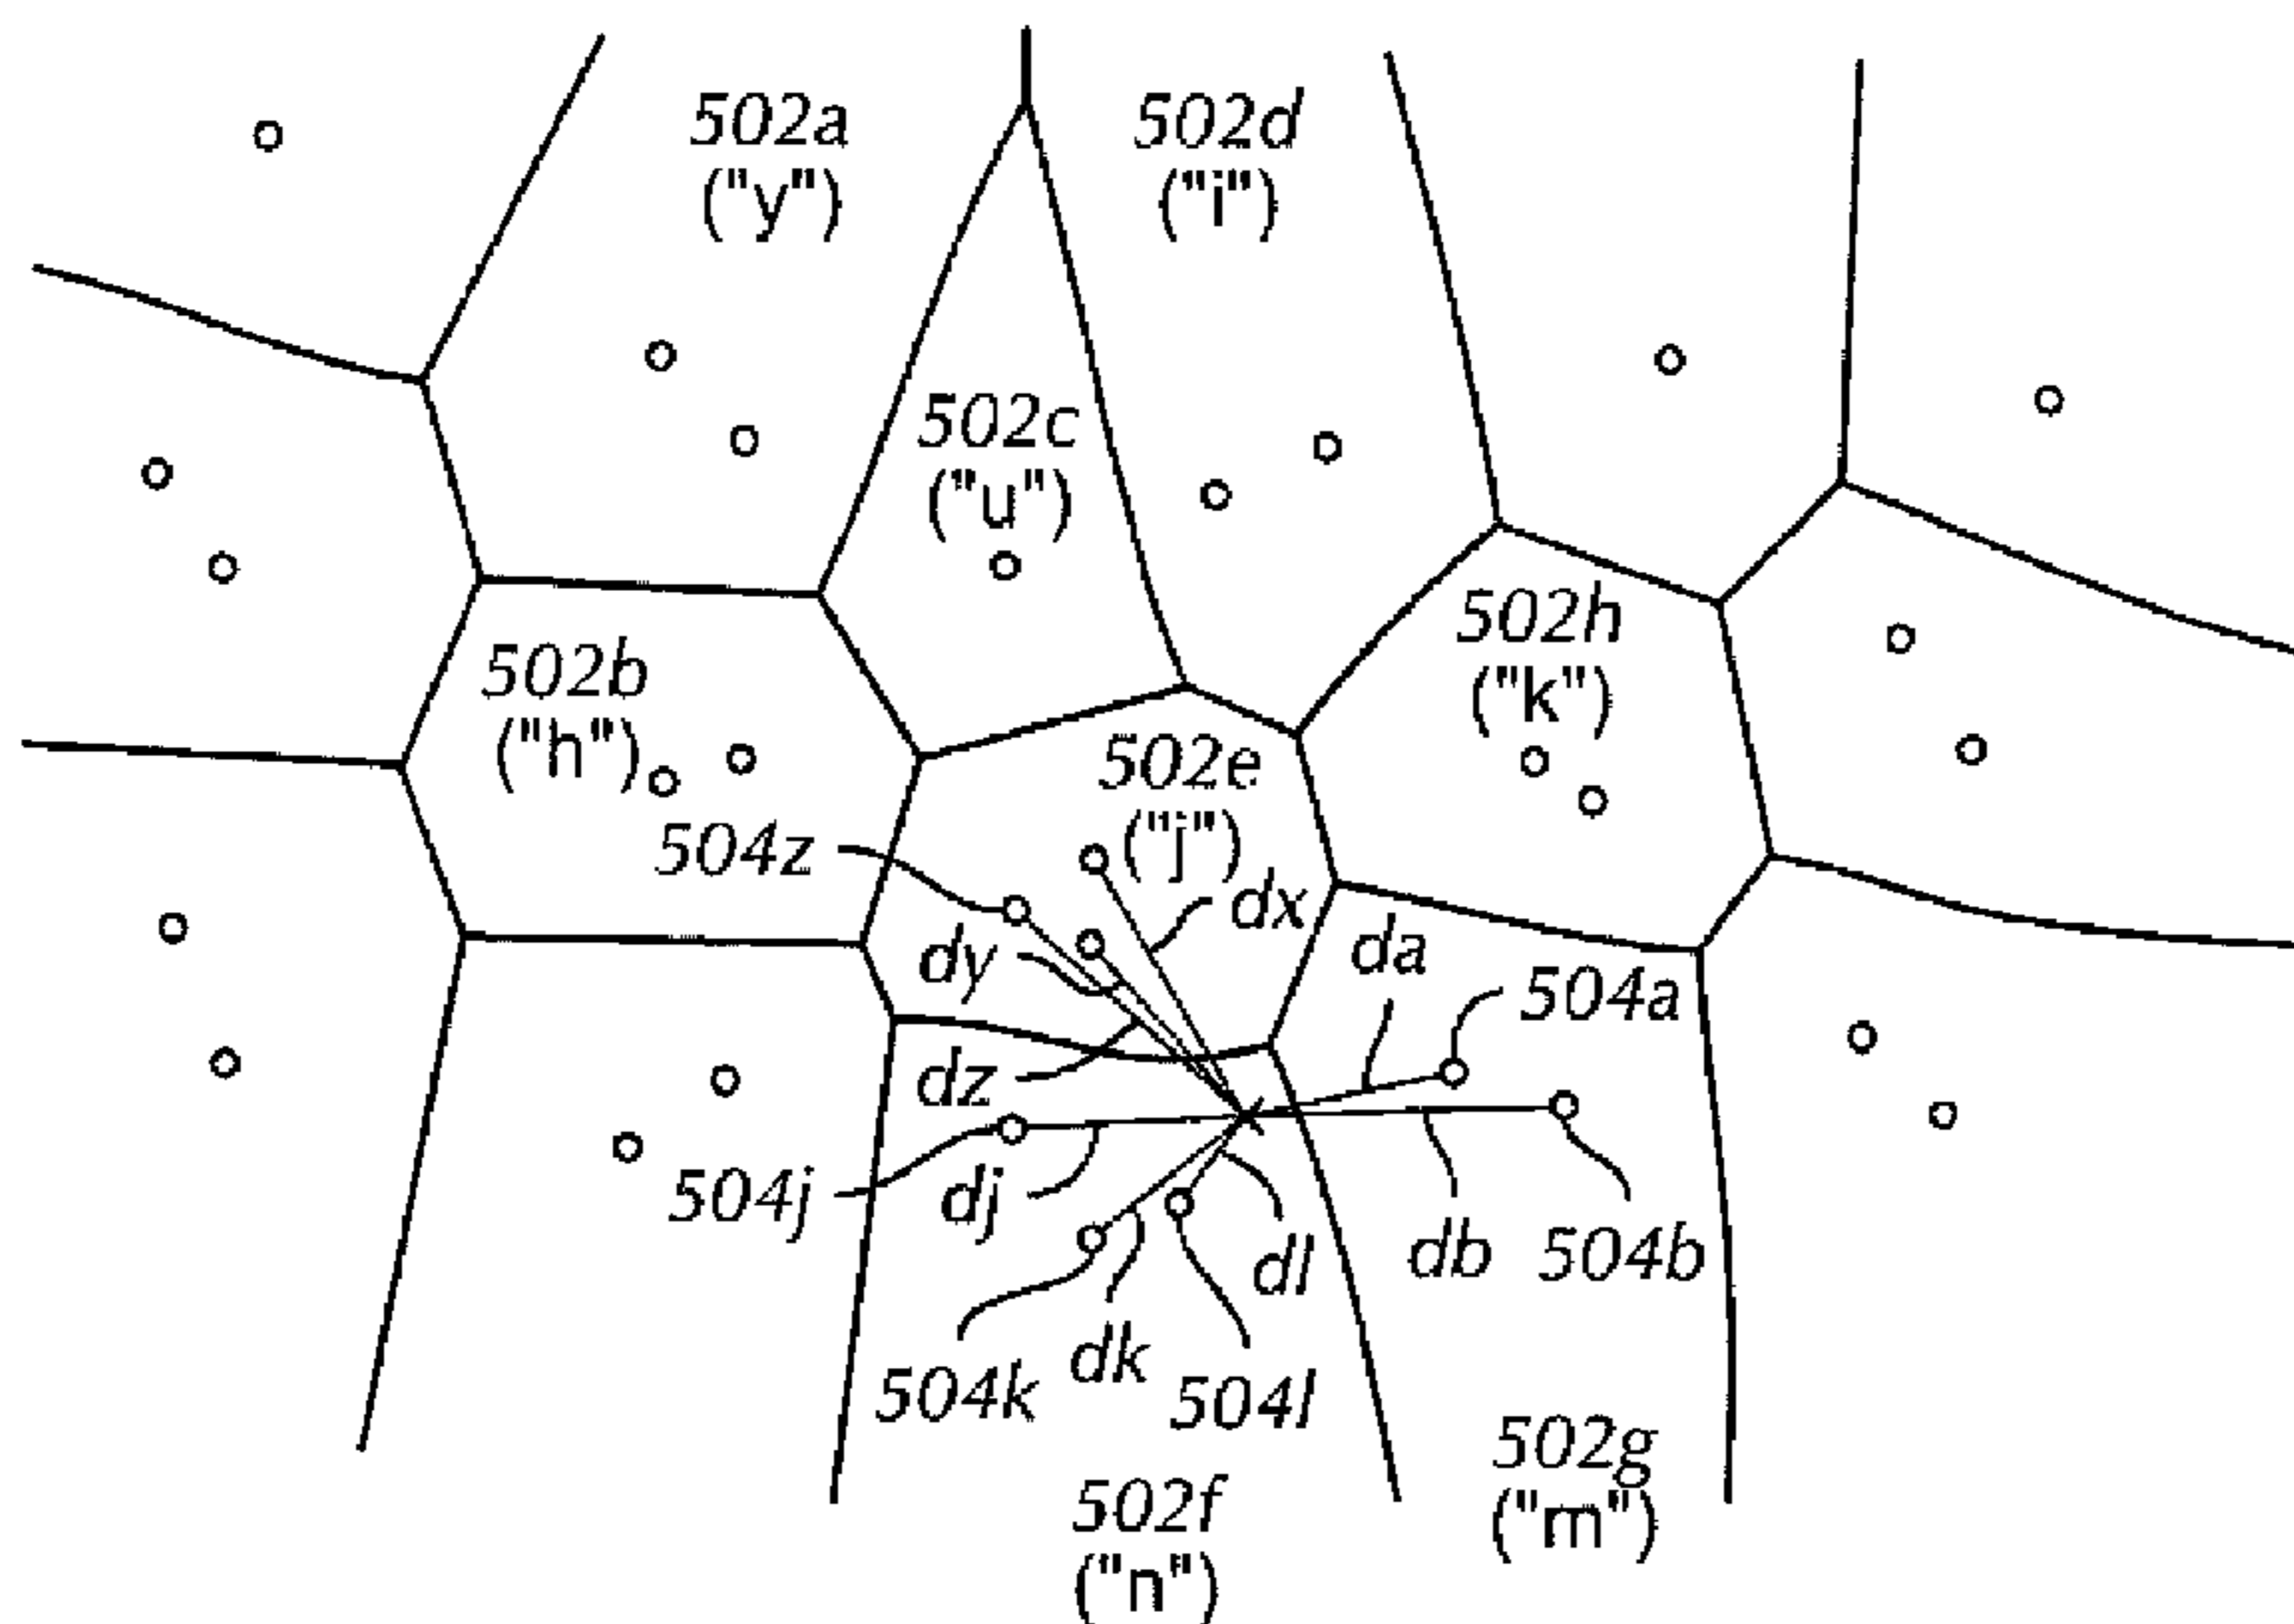 502a
("y")
502d
("i")
502c
("u")
502h
("k")
502b
("h")
502e
("j")
504z
dx
dy
da
504a
dz
504j
dj
dl
db
504b
504k
dk
504l
502g
("m")
502f
("n")